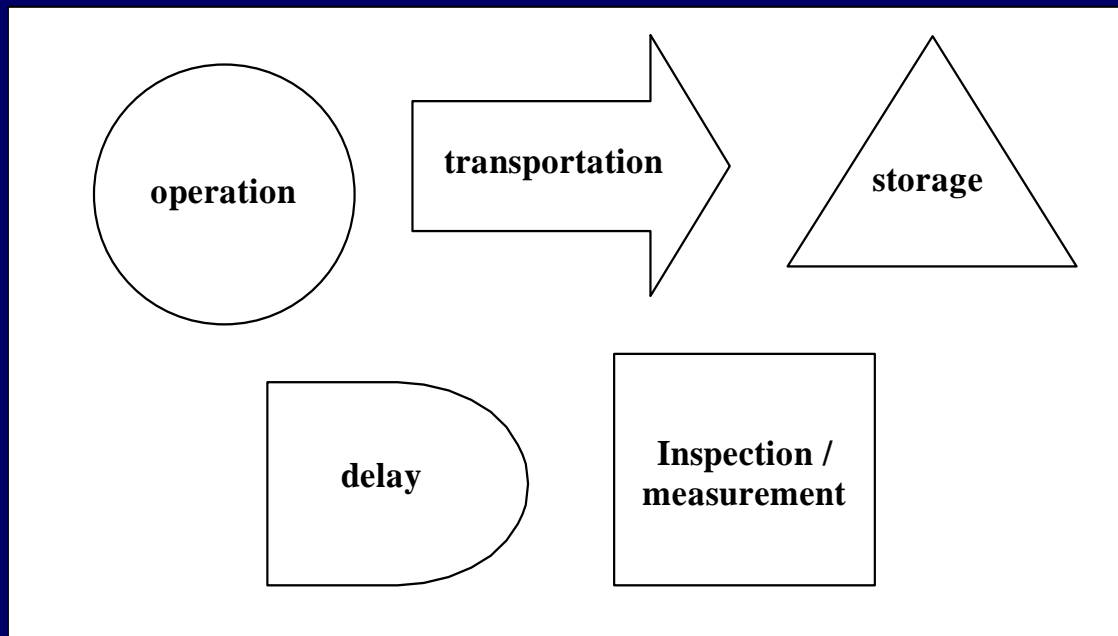 operation
transportation
storage
delay
Inspection /
measurement